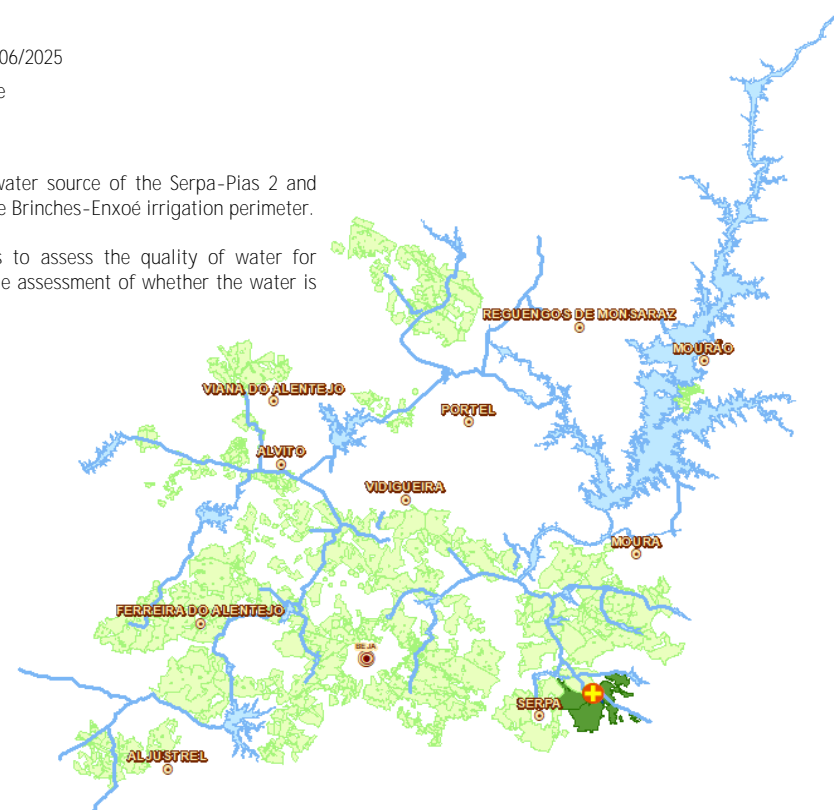 06/2025
e
water source of the Serpa-Pias 2 and
e Brinches-Enxoé irrigation perimeter.
s to assess the quality of water for
e assessment of whether the water is
REGUENGOS DE MONSARAZ
MOURÃO
VIANA DO ALENTEJO
PORTEL
ALVITO
VIDIGUEIRA
MOURA
FERREIRA DO ALENTEJO
BEJA
SERPA
ALJUSTREL